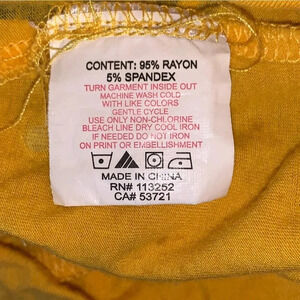 CONTENT: 95% RAYON
5% SPANDEX
TURN GARMENT INSIDE OUT
MACHINE WASH COLD
WITH LIKE COLORS
GENTLE CYCLE
USE ONLY NON-CHLORINE
BLEACH LINE DRY COOL IRON
IF NEEDED DO NOT IRON
ON PRINT OR EMBELLISHMENT
MADE IN CHINA
RN# 113252
CA# 53721